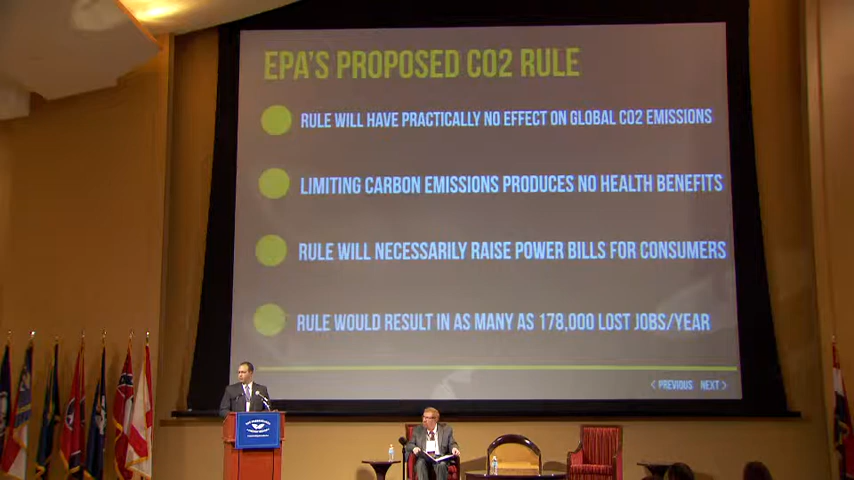 EPA'S PROPOSED CO2 RULE
RULE WILL HAVE PRACTICALLY NO EFFECT ON GLOBAL CO2 EMISSIONS
LIMITING CARBON EMISSIONS PRODUCES NO HEALTH BENEFITS
RULE WILL NECESSARILY RAISE POWER BILLS FOR CONSUMERS
RULE WOULD RESULT IN AS MANY AS 178,000 LOST JOBS/YEAR
< PREVIOUS NEXT >